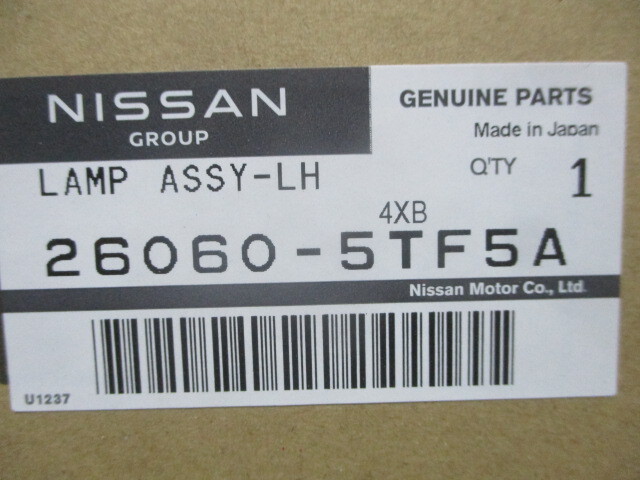 NISSAN
GROUP
GENUINE PARTS
Made in Japan
LAMP ASSY-LH
Q'TY 1
4XB
26060-5TF5A
Nissan Motor Co., Ltd.
U1237